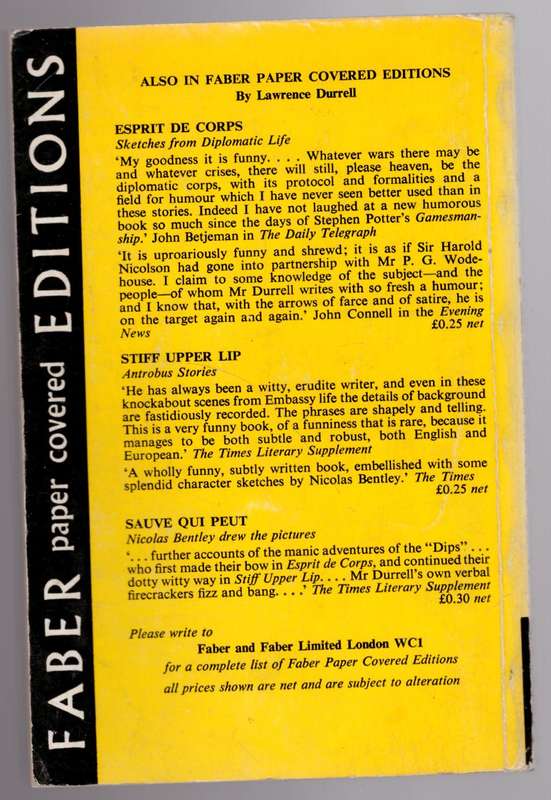 FABER paper covered EDITIONS
ALSO IN FABER PAPER COVERED EDITIONS
By Lawrence Durrell
ESPRIT DE CORPS
Sketches from Diplomatic Life
‘My goodness it is funny. . . . Whatever wars there may be
and whatever crises, there will still, please heaven, be the
diplomatic corps, with its protocol and formalities and a
field for humour which I have never seen better used than in
these stories. Indeed I have not laughed at a new humorous
book so much since the days of Stephen Potter’s Gamesman-
ship.’ John Betjeman in The Daily Telegraph
‘It is uproariously funny and shrewd; it is as if Sir Harold
Nicolson had gone into partnership with Mr P. G. Wode-
house. I claim to some knowledge of the subject—and the
people—of whom Mr Durrell writes with so fresh a humour;
and I know that, with the arrows of farce and of satire, he is
on the target again and again.’ John Connell in the Evening
News £0.25 net
STIFF UPPER LIP
Antrobus Stories
‘He has always been a witty, erudite writer, and even in these
knockabout scenes from Embassy life the details of background
are fastidiously recorded. The phrases are shapely and telling.
This is a very funny book, of a funniness that is rare, because it
manages to be both subtle and robust, both English and
European.’ The Times Literary Supplement
‘A wholly funny, subtly written book, embellished with some
splendid character sketches by Nicolas Bentley.’ The Times
£0.25 net
SAUVE QUI PEUT
Nicolas Bentley drew the pictures
‘. . . further accounts of the manic adventures of the “Dips” . . .
who first made their bow in Esprit de Corps, and continued their
dotty witty way in Stiff Upper Lip. . . . Mr Durrell’s own verbal
firecrackers fizz and bang. . . .’ The Times Literary Supplement
£0.30 net
Please write to
Faber and Faber Limited London WC1
for a complete list of Faber Paper Covered Editions
all prices shown are net and are subject to alteration